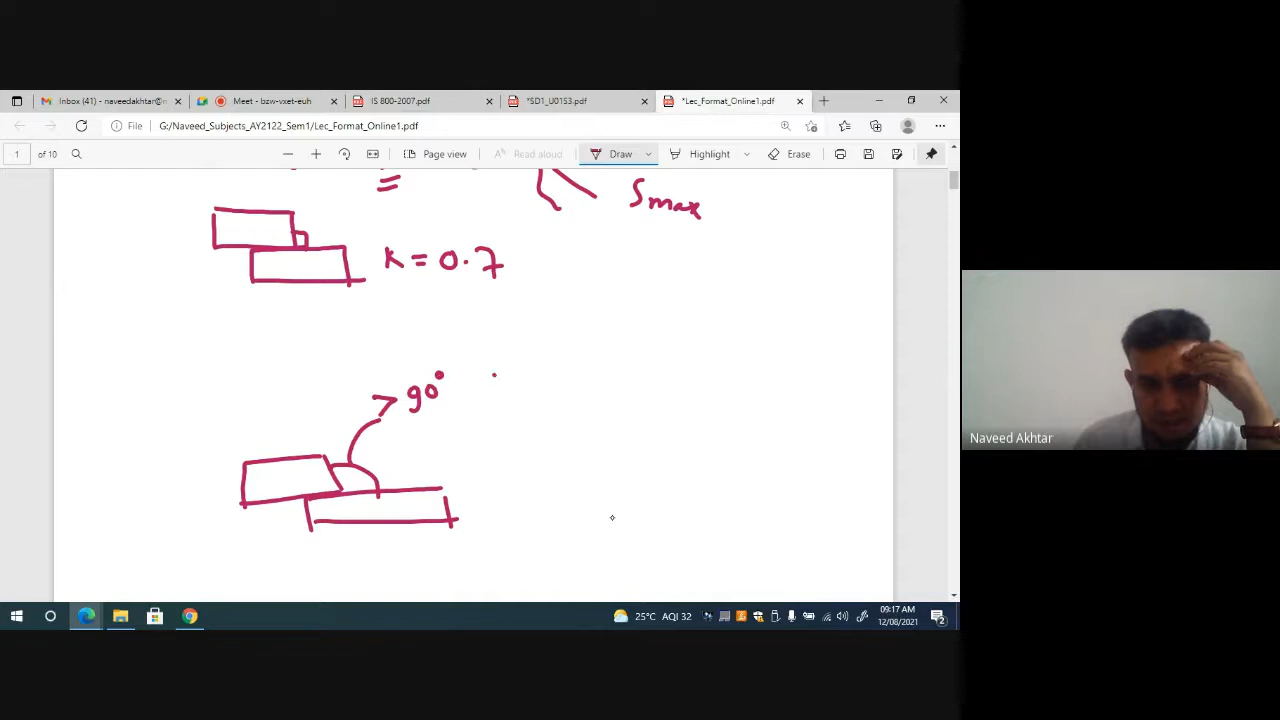 Inbox (41) - naveedakhtar@
Meet - bzw-vxet-euh
IS 800-2007.pdf
*SD1_U0153.pdf
*Lec_Format_Online1.pdf
File
G:/Naveed_Subjects_AY2122_Sem1/Lec_Format_Online1.pdf
1 of 10
Page view
Read aloud
Draw
Highlight
Erase
Smax
K = 0.7
> 90°
Naveed Akhtar
25°C AQI 32
09:17 AM
12/08/2021
2